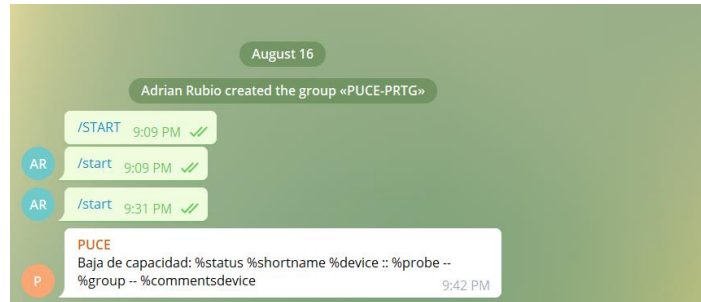 August 16
Adrian Rubio created the group «PUCE-PRTG»
/START 9:09 PM
AR /start 9:09 PM
AR /start 9:31 PM
PUCE
Baja de capacidad: %status %shortname %device :: %probe --
P %group -- %commentsdevice 9:42 PM